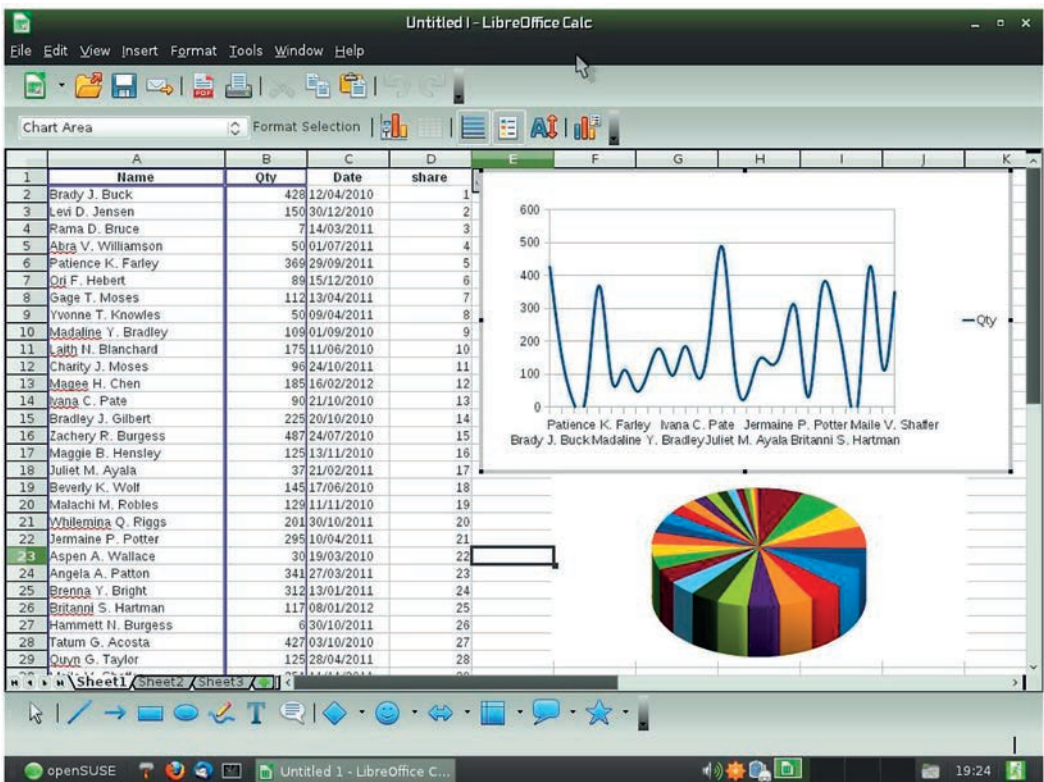 Untitled I - LibreOffice Calc
File Edit View Insert Format Tools Window Help
PDF
Chart Area Format Selection
A B C D E F G H I J K
1 Name Qty Date share
2 Brady J. Buck 428 12/04/2010 1
3 Levi D. Jensen 150 30/12/2010 2
4 Rama D. Bruce 7 14/03/2011 3
5 Abra V. Williamson 50 01/07/2011 4
6 Patience K. Farley 369 29/09/2011 5
7 Ori F. Hebert 89 15/12/2010 6
8 Gage T. Moses 112 13/04/2011 7
9 Yvonne T. Knowles 50 09/04/2011 8
10 Madaline Y. Bradley 109 01/09/2010 9
11 Laith N. Blanchard 175 11/06/2010 10
12 Charity J. Moses 96 24/10/2011 11
13 Magee H. Chen 185 16/02/2012 12
14 Ivana C. Pate 90 21/10/2010 13
15 Bradley J. Gilbert 225 20/10/2010 14
16 Zachery R. Burgess 487 24/07/2010 15
17 Maggie B. Hensley 125 13/11/2010 16
18 Juliet M. Ayala 37 21/02/2011 17
19 Beverly K. Wolf 145 17/06/2010 18
20 Malachi M. Robles 129 11/11/2010 19
21 Whilemina Q. Riggs 201 30/10/2011 20
22 Jermaine P. Potter 295 10/04/2011 21
23 Aspen A. Wallace 30 19/03/2010 22
24 Angela A. Patton 341 27/03/2011 23
25 Brenna Y. Bright 312 13/01/2011 24
26 Britanni S. Hartman 117 08/01/2012 25
27 Hammett N. Burgess 6 30/10/2011 26
28 Tatum G. Acosta 427 03/10/2010 27
29 Quyn G. Taylor 125 28/04/2011 28
600
500
400
300
200
100
0
Qty
Patience K. Farley Ivana C. Pate Jermaine P. Potter Maile V. Shaffer
Brady J. Buck Madaline Y. Bradley Juliet M. Ayala Britanni S. Hartman
Sheet1 Sheet2 Sheet3
openSUSE Untitled 1 - LibreOffice C... 19:24